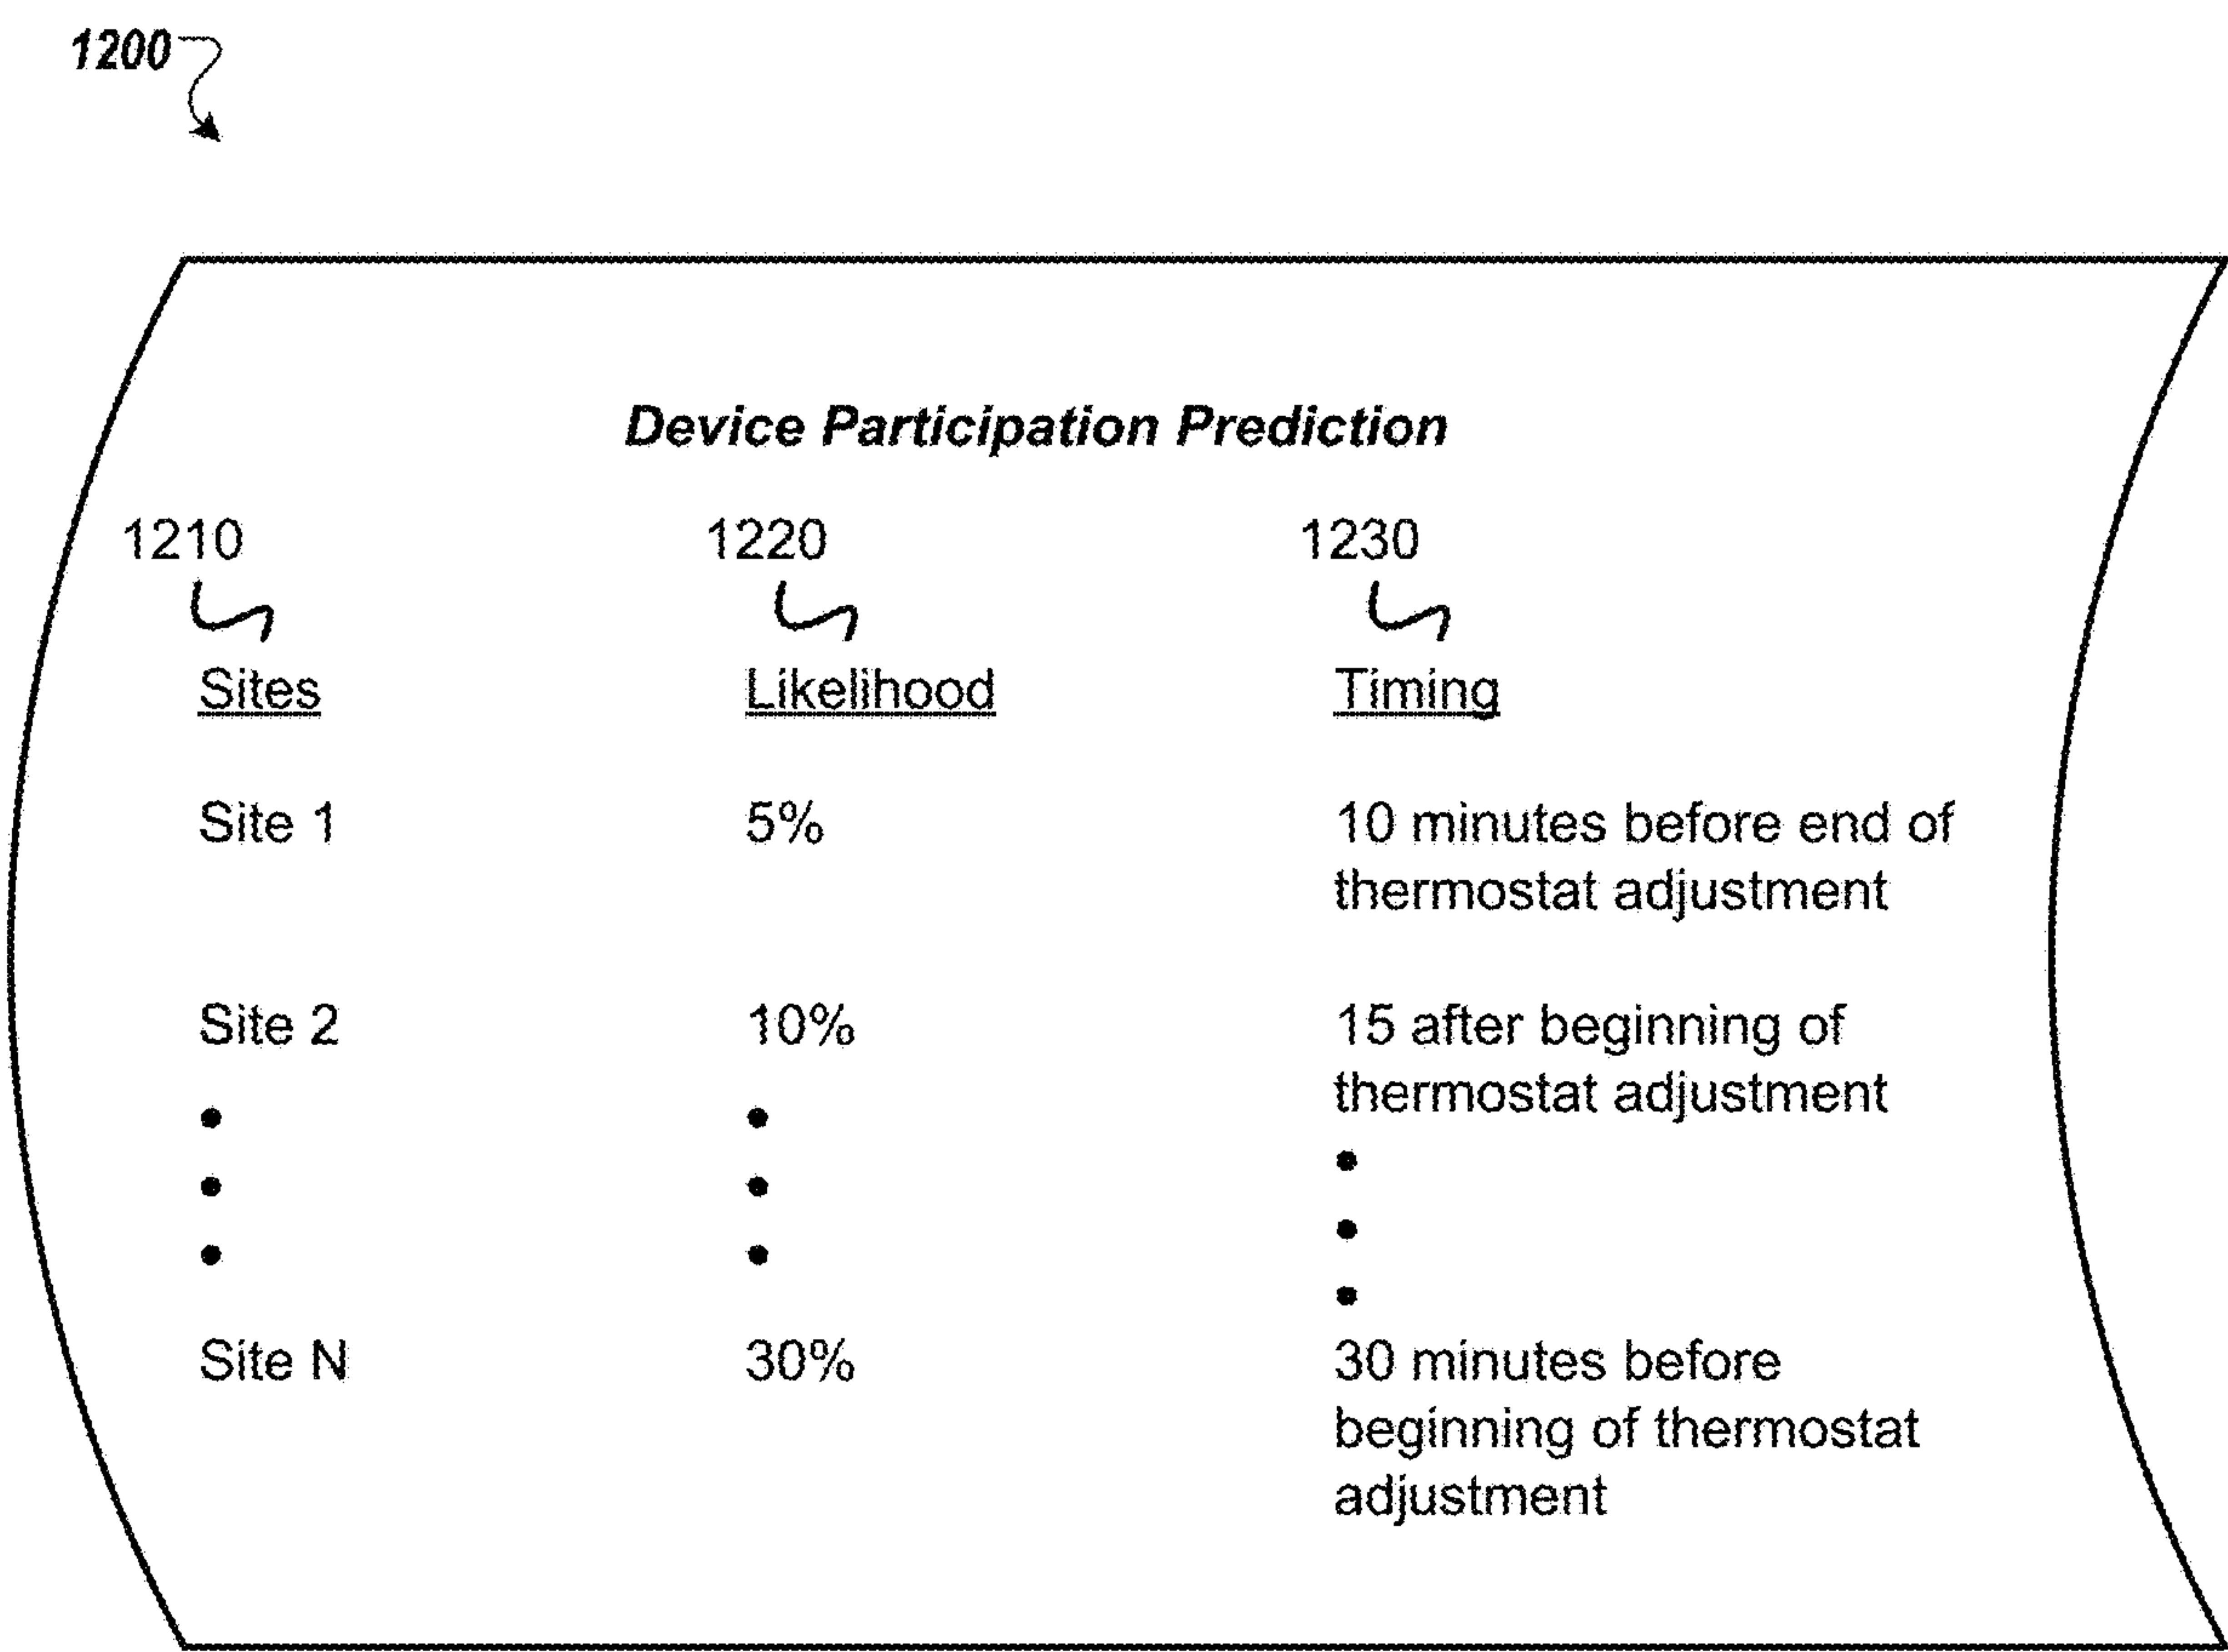 1200
Device Participation Prediction
1210 1220 1230
Sites Likelihood Timing
Site 1 5% 10 minutes before end of
thermostat adjustment
Site 2 10% 15 after beginning of
thermostat adjustment
Site N 30% 30 minutes before
beginning of thermostat
adjustment